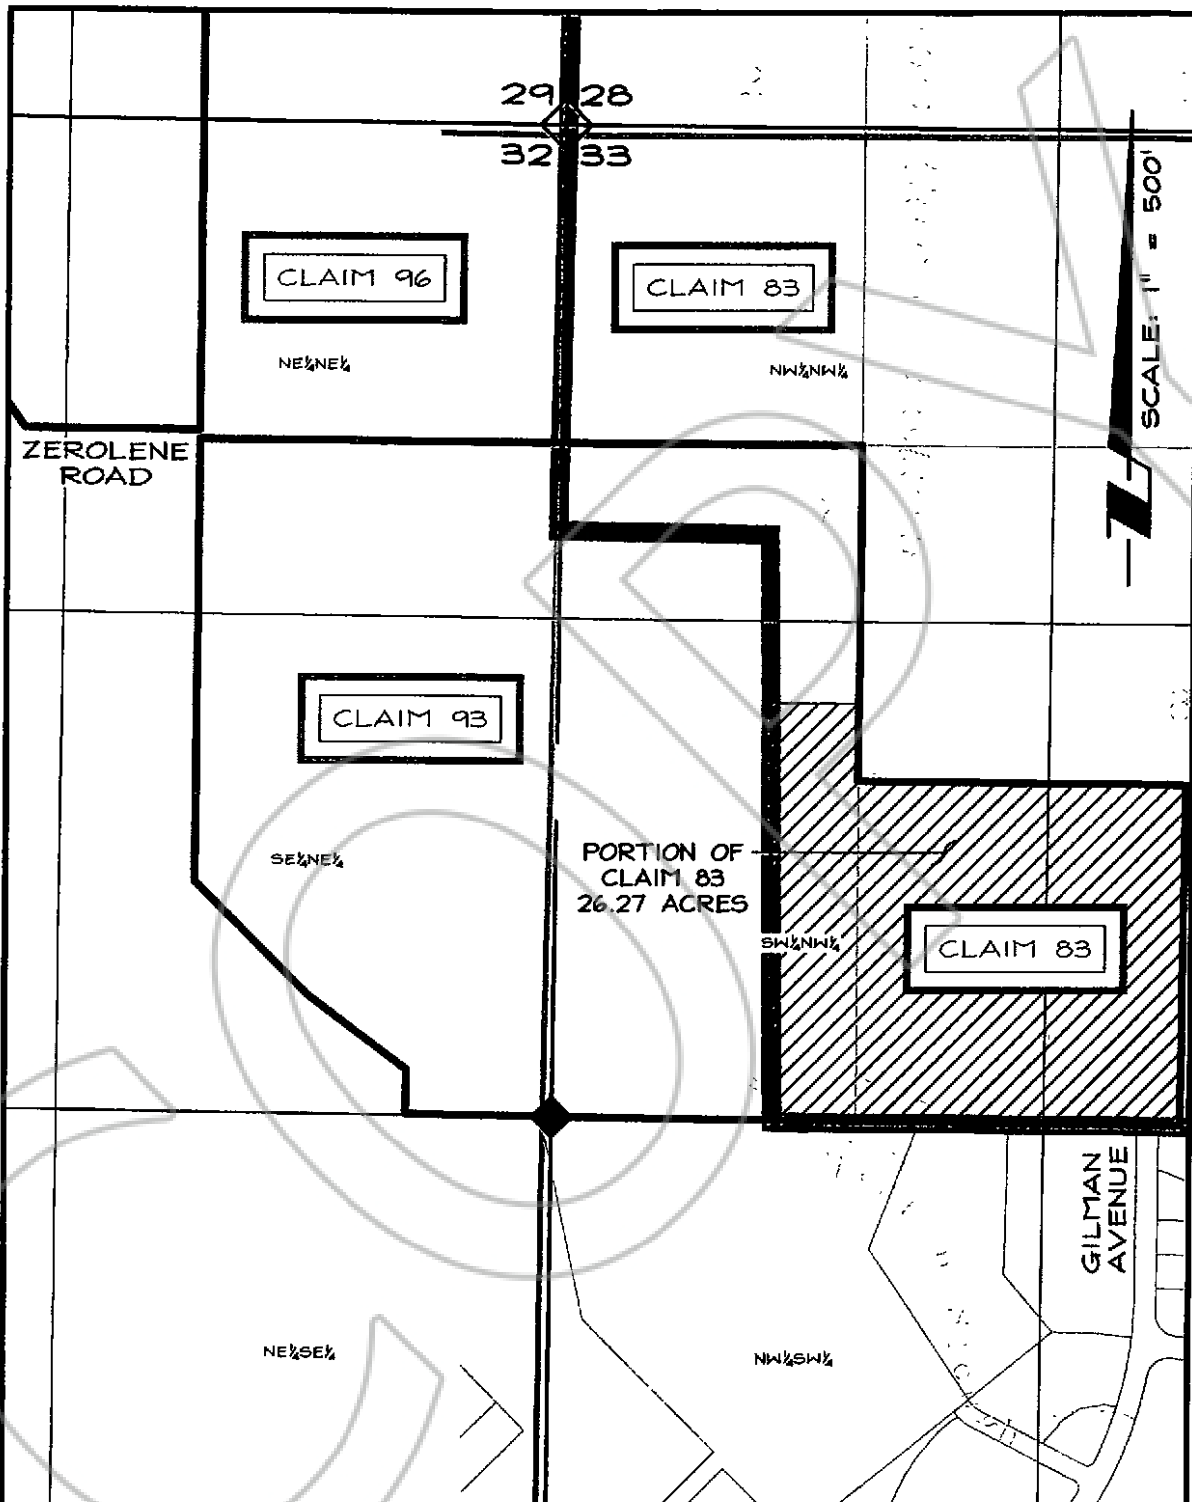 29 28
32 33
CLAIM 96
CLAIM 83
SCALE: 1" = 500'
NE¼NE¼
NW¼NW¼
ZEROLENE
ROAD
CLAIM 93
SE¼NE¼
PORTION OF
CLAIM 83
26.27 ACRES
SW¼NW¼
CLAIM 83
GILMAN
AVENUE
NE¼SE¼
NW¼SW¼
COPY